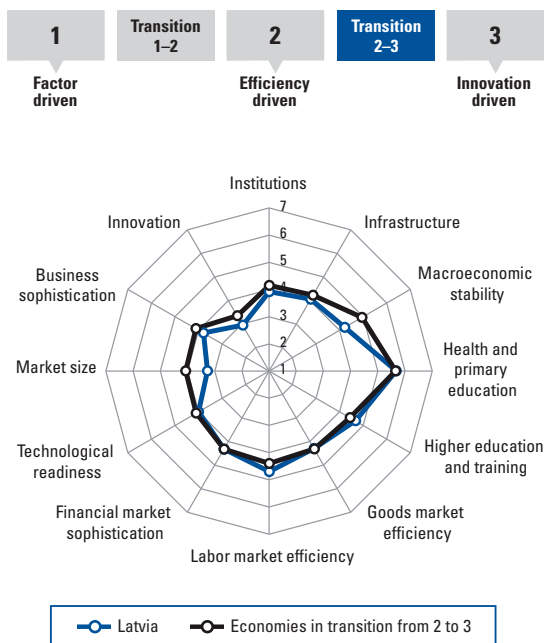 1
Transition
1–2
2
Transition
2–3
3
Factor
driven
Efficiency
driven
Innovation
driven
Institutions
Innovation
Infrastructure
Business
sophistication
Macroeconomic
stability
Market size
Health and
primary
education
Technological
readiness
Higher education
and training
Financial market
sophistication
Goods market
efficiency
Labor market efficiency
7
6
5
4
3
2
1
Latvia
Economies in transition from 2 to 3